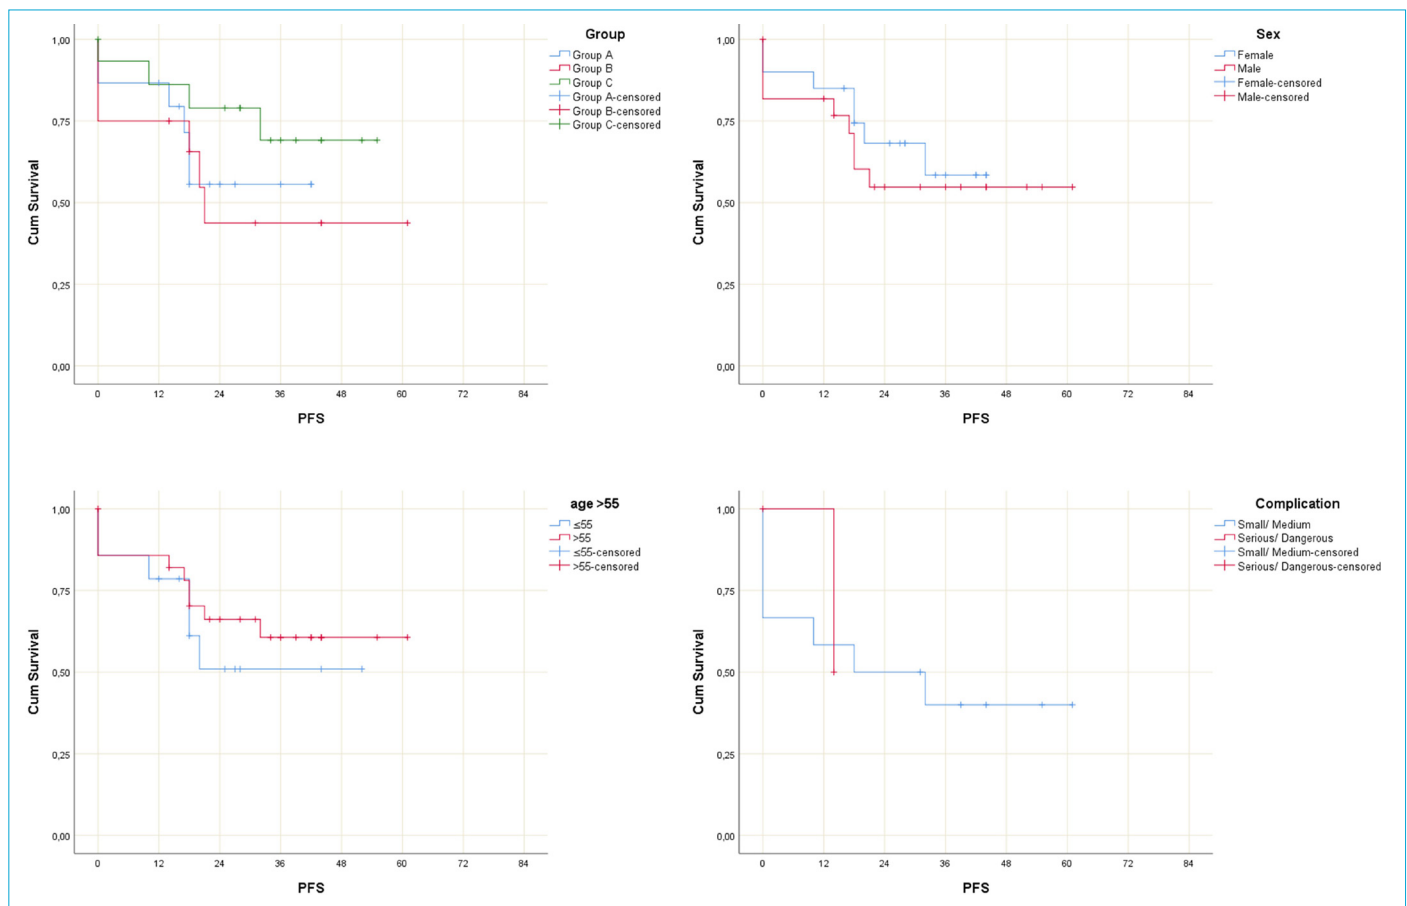 Group
Group A
Group B
Group C
Group A-censored
Group B-censored
Group C-censored
1,00
0,75
0,50
0,25
0,00
Cum Survival
0 12 24 36 48 60 72 84
PFS
Sex
Female
Male
Female-censored
Male-censored
1,00
0,75
0,50
0,25
0,00
Cum Survival
0 12 24 36 48 60 72 84
PFS
age >55
≤55
>55
≤55-censored
>55-censored
1,00
0,75
0,50
0,25
0,00
Cum Survival
0 12 24 36 48 60 72 84
PFS
Complication
Small/ Medium
Serious/ Dangerous
Small/ Medium-censored
Serious/ Dangerous-censored
1,00
0,75
0,50
0,25
0,00
Cum Survival
0 12 24 36 48 60 72 84
PFS